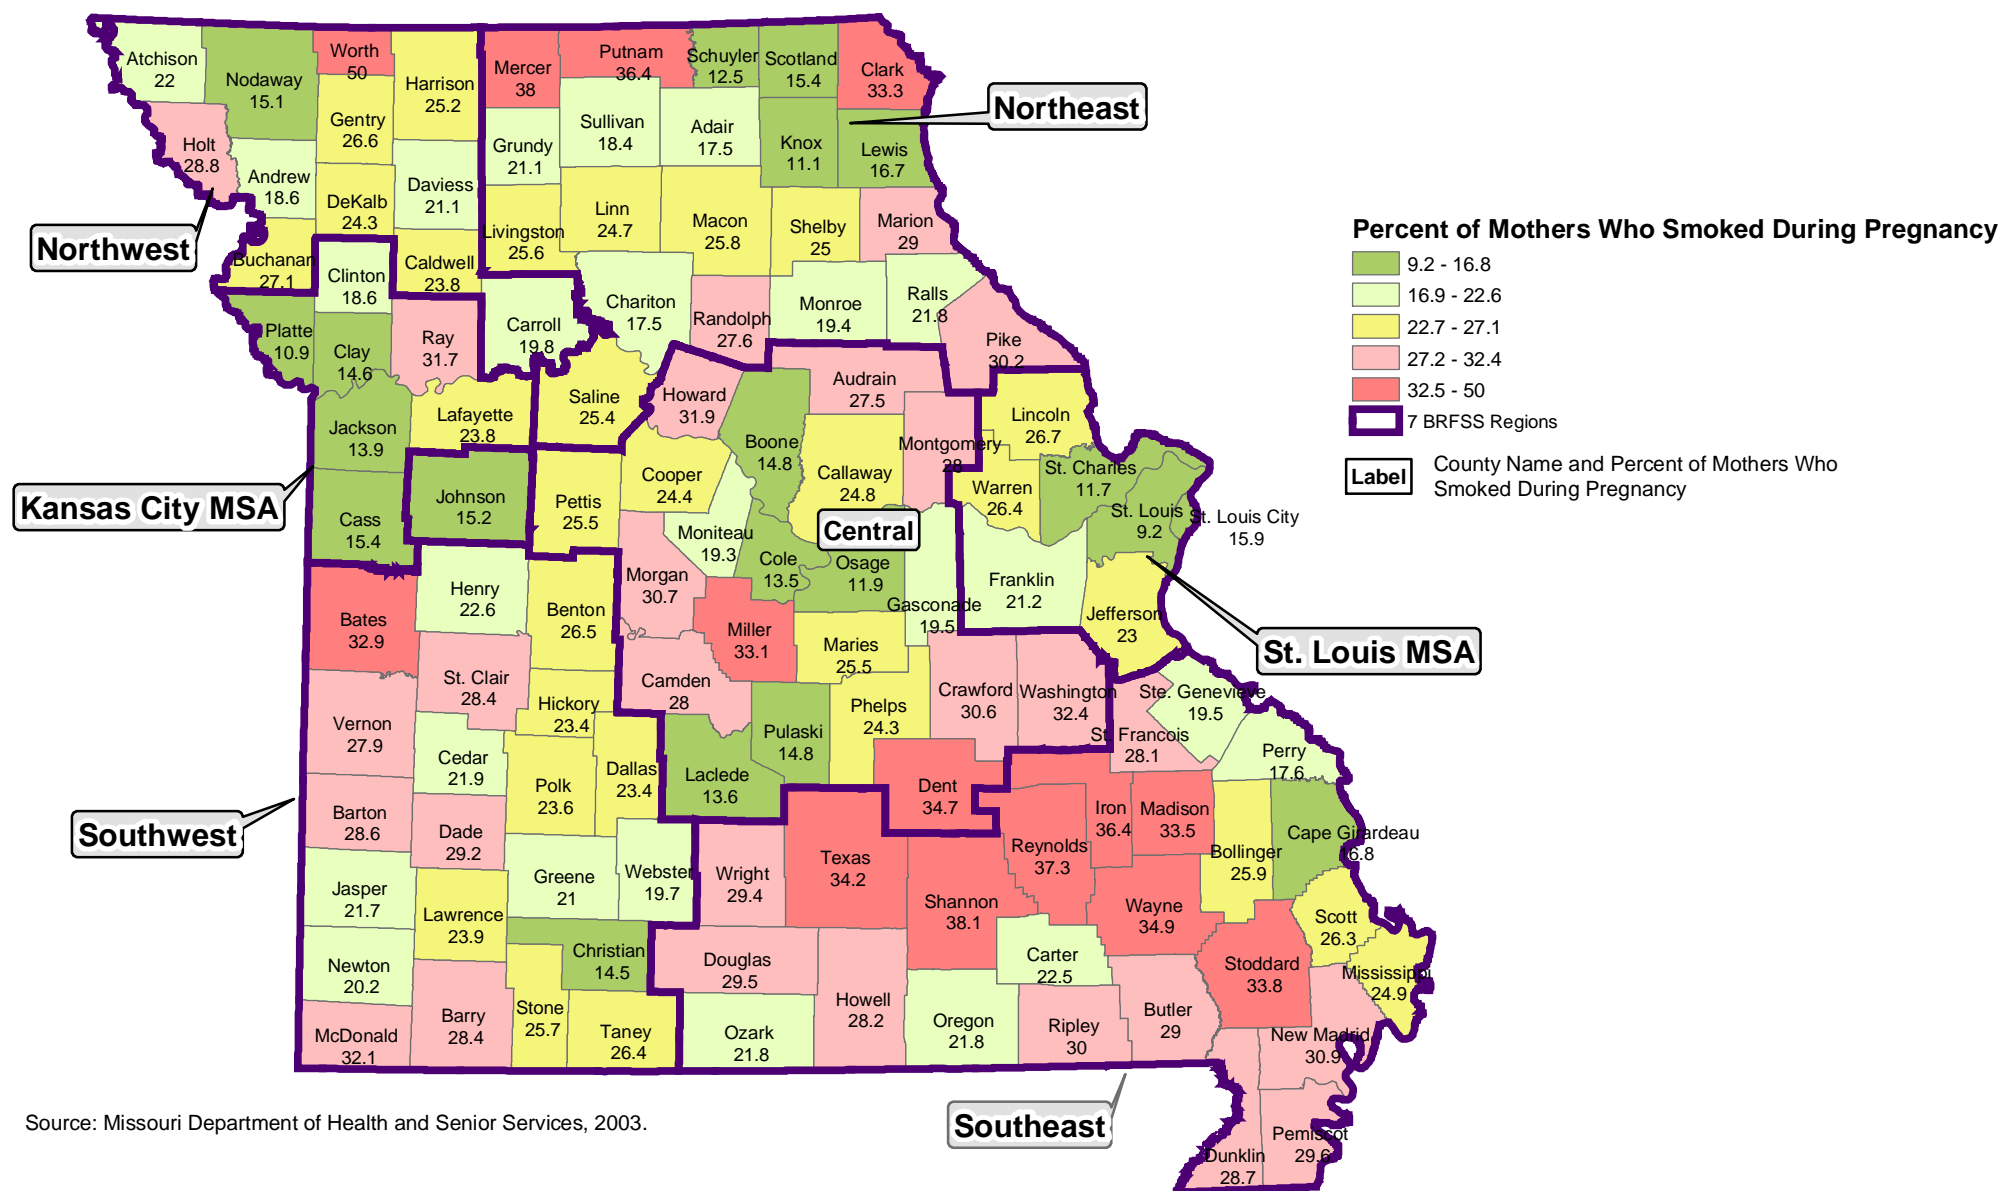 Atchison
22
Nodaway
15.1
Worth
50
Harrison
25.2
Mercer
38
Putnam
36.4
Schuyler
12.5
Scotland
15.4
Clark
33.3
Northeast
Holt
28.8
Gentry
26.6
Andrew
18.6
DeKalb
24.3
Daviess
21.1
Grundy
21.1
Sullivan
18.4
Adair
17.5
Knox
11.1
Lewis
16.7
Northwest
Buchanan
27.1
Clinton
18.6
Caldwell
23.8
Livingston
25.6
Linn
24.7
Macon
25.8
Shelby
25
Marion
29
Platte
10.9
Clay
14.6
Ray
31.7
Carroll
19.8
Chariton
17.5
Randolph
27.6
Monroe
19.4
Ralls
21.8
Pike
30.2
Percent of Mothers Who Smoked During Pregnancy
9.2 - 16.8
16.9 - 22.6
22.7 - 27.1
27.2 - 32.4
32.5 - 50
7 BRFSS Regions
Label
County Name and Percent of Mothers Who
Smoked During Pregnancy
Jackson
13.9
Lafayette
23.8
Saline
25.4
Howard
31.9
Boone
14.8
Audrain
27.5
Callaway
24.8
Montgomery
28
Lincoln
26.7
Warren
26.4
St. Charles
11.7
St. Louis
9.2
St. Louis City
15.9
Kansas City MSA
Cass
15.4
Johnson
15.2
Pettis
25.5
Cooper
24.4
Moniteau
19.3
Cole
13.5
Central
Osage
11.9
Gasconade
19.5
Franklin
21.2
Jefferson
23
St. Louis MSA
Bates
32.9
Henry
22.6
Benton
26.5
Morgan
30.7
Miller
33.1
Maries
25.5
Camden
28
Vernon
27.9
St. Clair
28.4
Hickory
23.4
Cedar
21.9
Polk
23.6
Dallas
23.4
Laclede
13.6
Pulaski
14.8
Phelps
24.3
Crawford
30.6
Washington
32.4
Ste. Genevieve
19.5
St. Francois
28.1
Perry
17.6
Dent
34.7
Iron
36.4
Madison
33.5
Reynolds
37.3
Bollinger
25.9
Cape Girardeau
16.8
Southwest
Barton
28.6
Dade
29.2
Jasper
21.7
Lawrence
23.9
Greene
21
Webster
19.7
Wright
29.4
Texas
34.2
Shannon
38.1
Wayne
34.9
Carter
22.5
Stoddard
33.8
Scott
26.3
Mississippi
24.9
Newton
20.2
Christian
14.5
Douglas
29.5
McDonald
32.1
Barry
28.4
Stone
25.7
Taney
26.4
Ozark
21.8
Howell
28.2
Oregon
21.8
Ripley
30
Butler
29
New Madrid
30.9
Pemiscot
29.6
Dunklin
28.7
Southeast
Source: Missouri Department of Health and Senior Services, 2003.